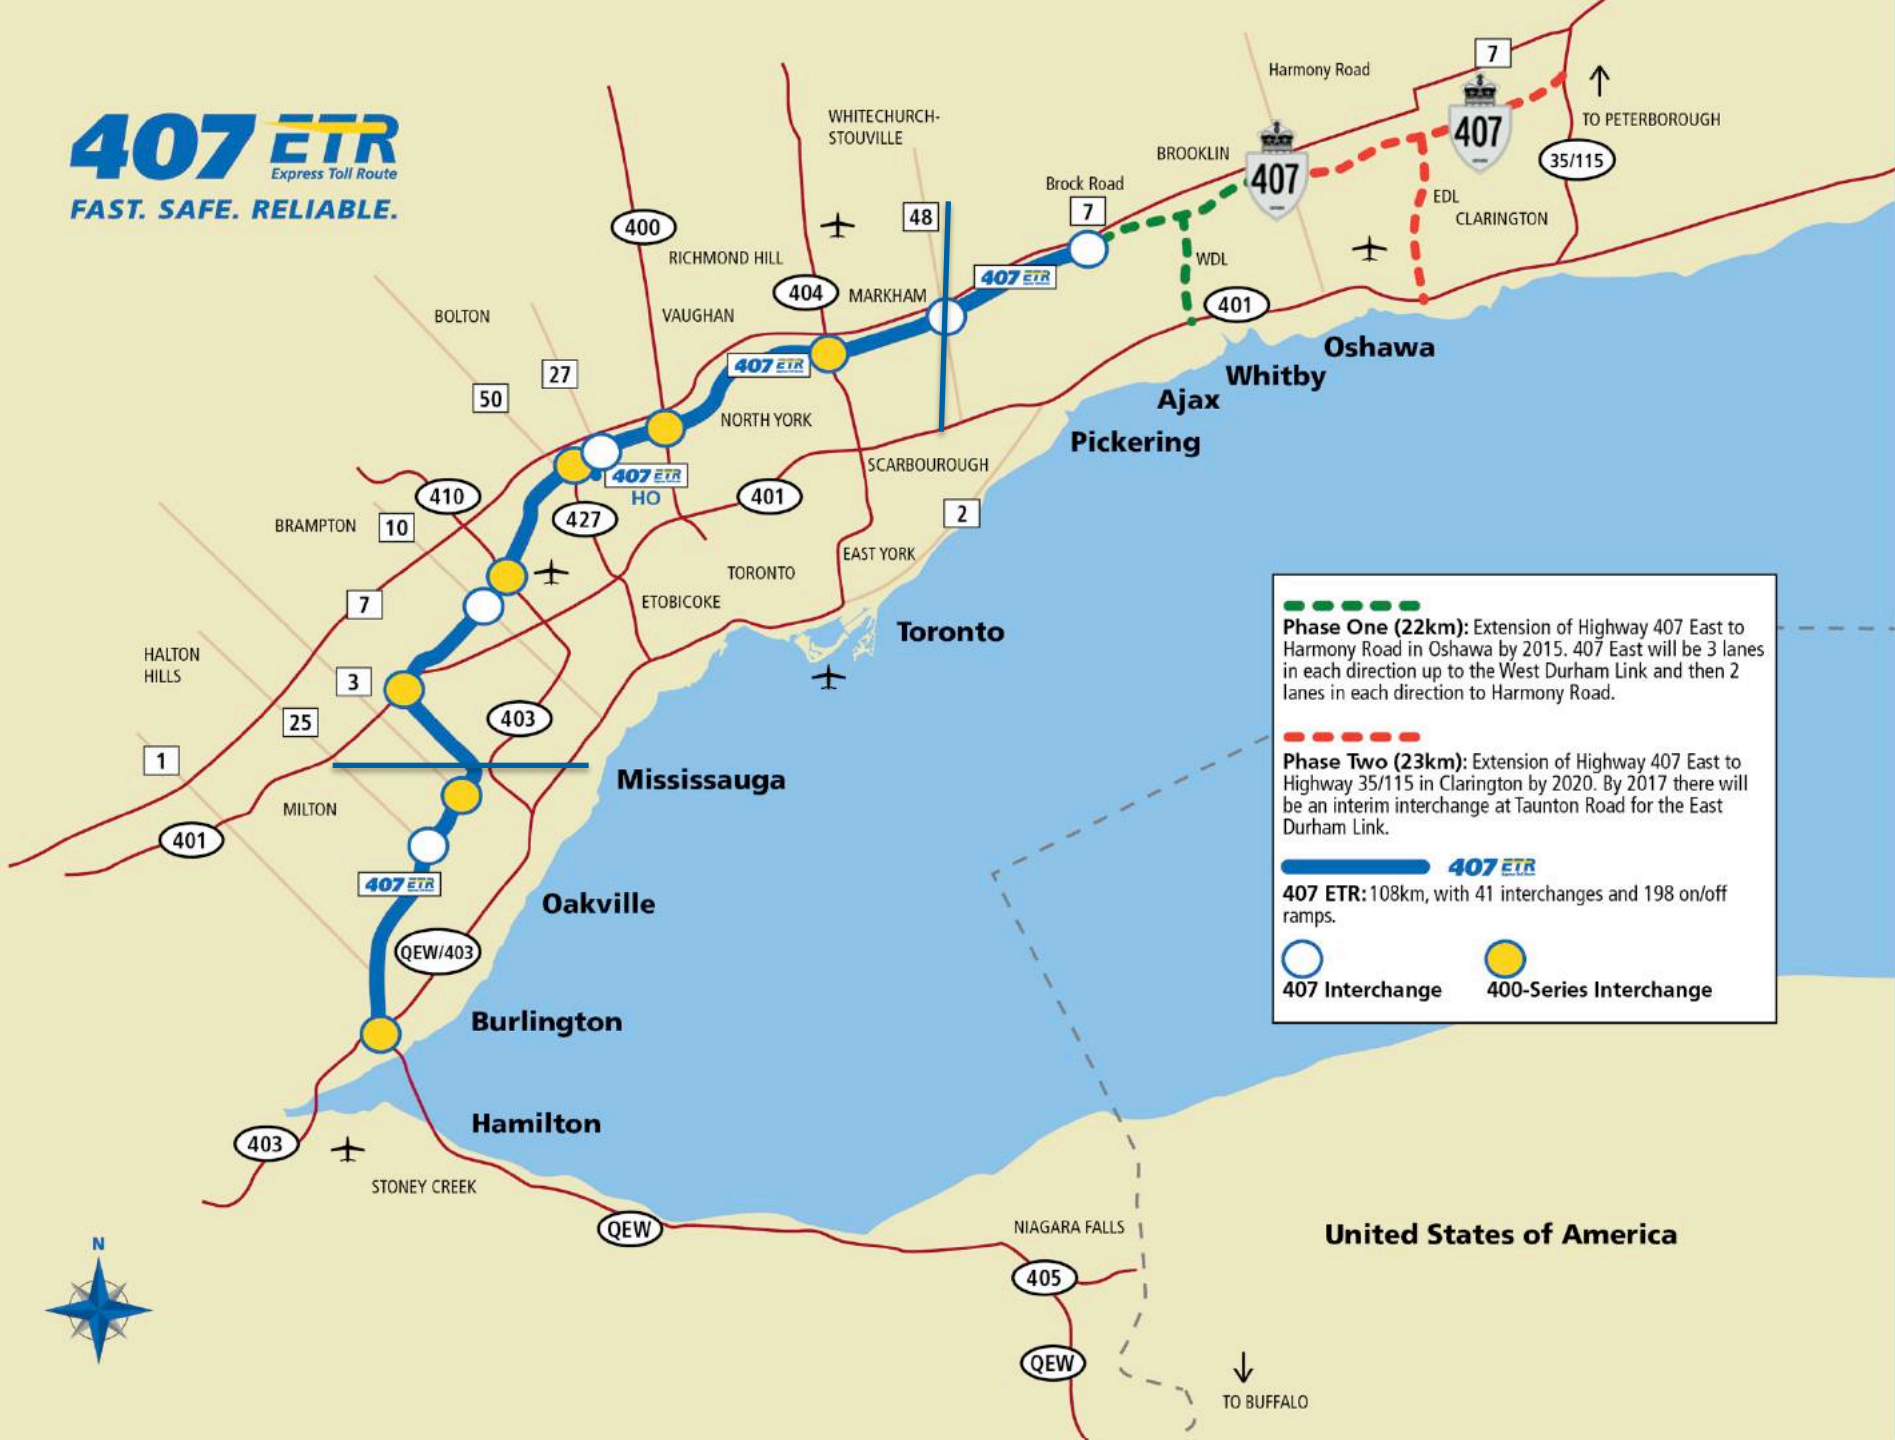 407 ETR
Express Toll Route
FAST. SAFE. RELIABLE.
7
Harmony Road
407
TO PETERBOROUGH
35/115
WHITECHURCH-
STOUVILLE
BROOKLIN
407
Brock Road
7
EDL
CLARINGTON
48
400
RICHMOND HILL
WDL
407 ETR
404
MARKHAM
401
BOLTON
VAUGHAN
Oshawa
407 ETR
Whitby
27
50
Ajax
NORTH YORK
Pickering
SCARBOUROUGH
407 ETR
HO
410
401
BRAMPTON
10
427
2
EAST YORK
TORONTO
7
ETOBICOKE
Toronto
HALTON
HILLS
3
25
403
1
Mississauga
MILTON
401
407 ETR
Oakville
QEW/403
Burlington
Hamilton
403
STONEY CREEK
QEW
NIAGARA FALLS
405
QEW
United States of America
TO BUFFALO
N
Phase One (22km): Extension of Highway 407 East to
Harmony Road in Oshawa by 2015. 407 East will be 3 lanes
in each direction up to the West Durham Link and then 2
lanes in each direction to Harmony Road.
Phase Two (23km): Extension of Highway 407 East to
Highway 35/115 in Clarington by 2020. By 2017 there will
be an interim interchange at Taunton Road for the East
Durham Link.
407 ETR
407 ETR: 108km, with 41 interchanges and 198 on/off
ramps.
407 Interchange
400-Series Interchange